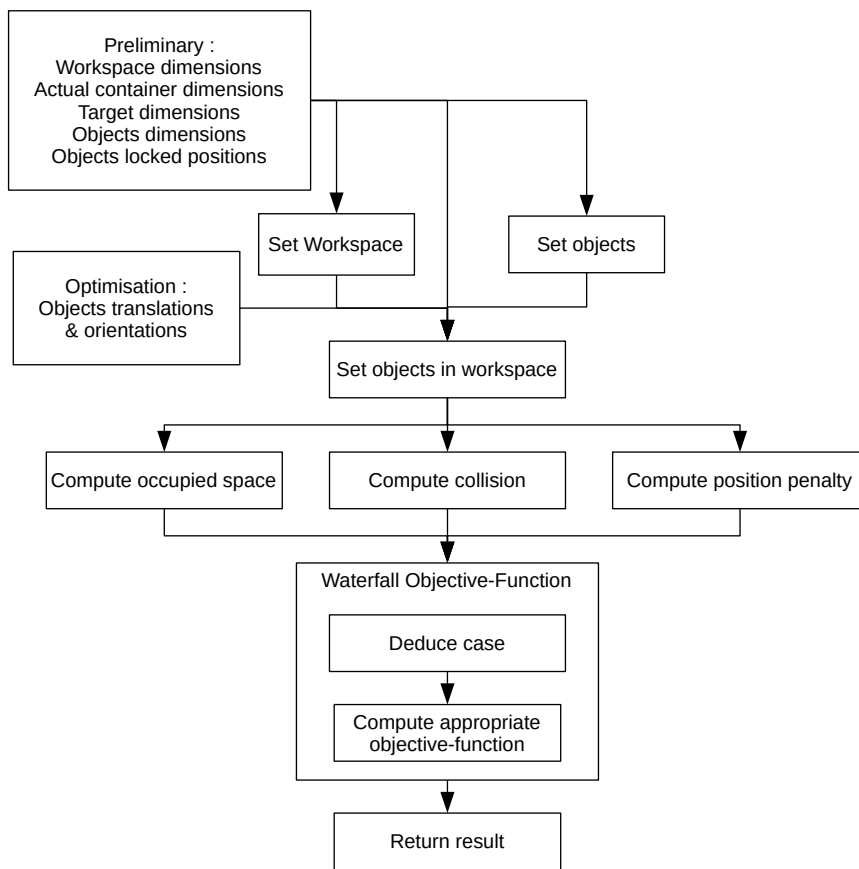 Preliminary :
Workspace dimensions
Actual container dimensions
Target dimensions
Objects dimensions
Objects locked positions
Set Workspace
Set objects
Optimisation :
Objects translations
& orientations
Set objects in workspace
Compute occupied space
Compute collision
Compute position penalty
Waterfall Objective-Function
Deduce case
Compute appropriate
objective-function
Return result